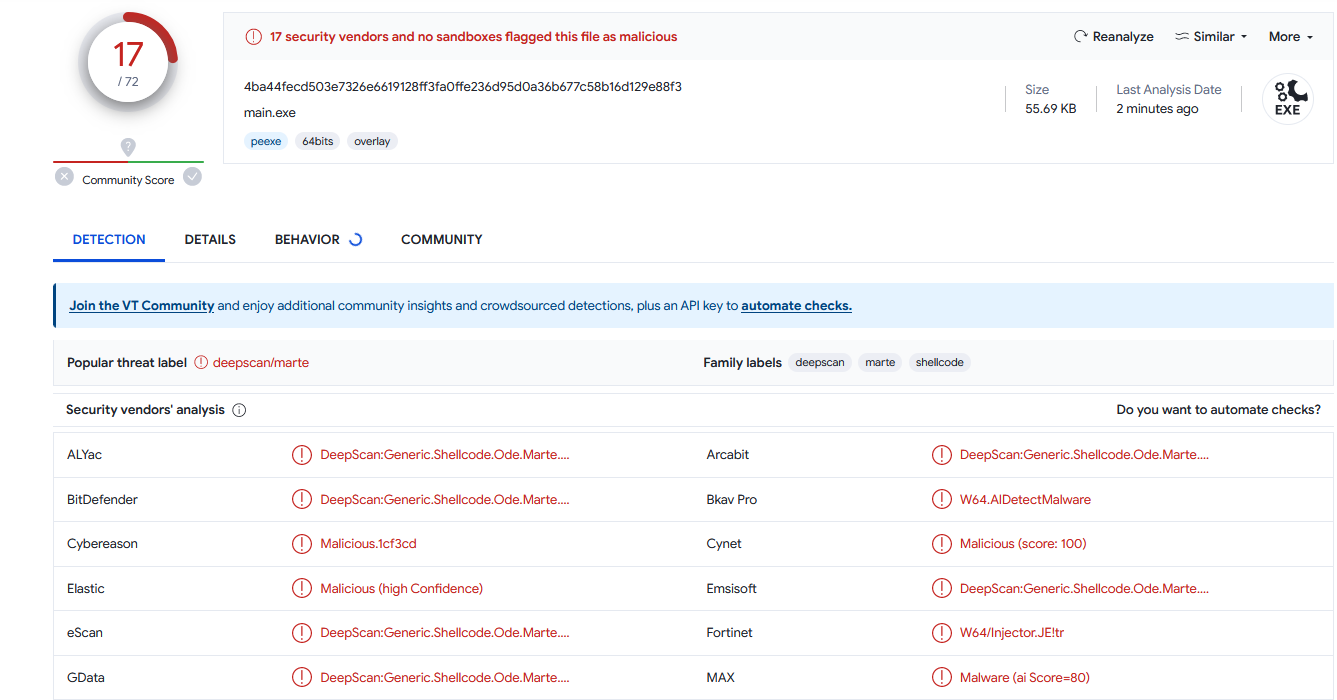 17
/ 72
Community Score
17 security vendors and no sandboxes flagged this file as malicious
Reanalyze Similar More
4ba44fecd503e7326e6619128ff3fa0ffe236d95d0a36b677c58b16d129e88f3
main.exe
peexe 64bits overlay
Size
55.69 KB
Last Analysis Date
2 minutes ago
EXE
DETECTION DETAILS BEHAVIOR COMMUNITY
Join the VT Community and enjoy additional community insights and crowdsourced detections, plus an API key to automate checks.
Popular threat label deepscan/marte Family labels deepscan marte shellcode
Security vendors' analysis Do you want to automate checks?
ALYac DeepScan:Generic.Shellcode.Ode.Marte.... Arcabit DeepScan:Generic.Shellcode.Ode.Marte....
BitDefender DeepScan:Generic.Shellcode.Ode.Marte.... Bkav Pro W64.AIDetectMalware
Cybereason Malicious.1cf3cd Cynet Malicious (score: 100)
Elastic Malicious (high Confidence) Emsisoft DeepScan:Generic.Shellcode.Ode.Marte....
eScan DeepScan:Generic.Shellcode.Ode.Marte.... Fortinet W64/Injector.JE!tr
GData DeepScan:Generic.Shellcode.Ode.Marte.... MAX Malware (ai Score=80)